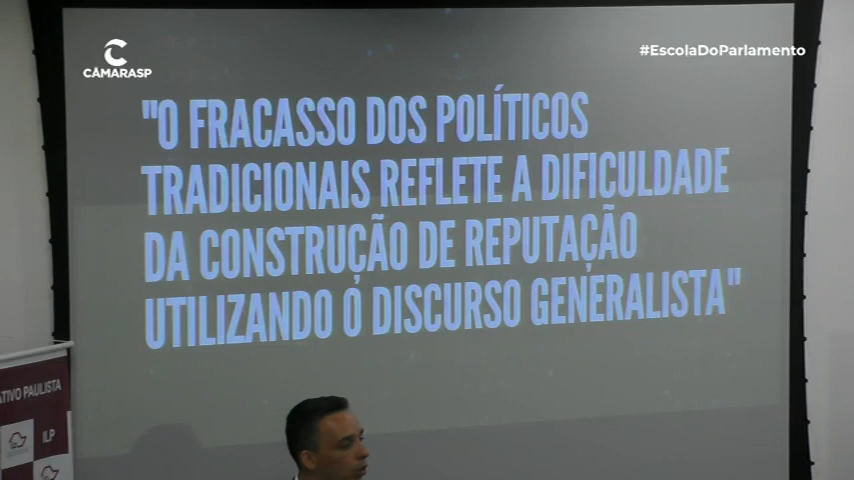 CÂMARASP
#EscolaDoParlamento
"O FRACASSO DOS POLÍTICOS
TRADICIONAIS REFLETE A DIFICULDADE
DA CONSTRUÇÃO DE REPUTAÇÃO
UTILIZANDO O DISCURSO GENERALISTA"
ATIVO PAULISTA
ILP